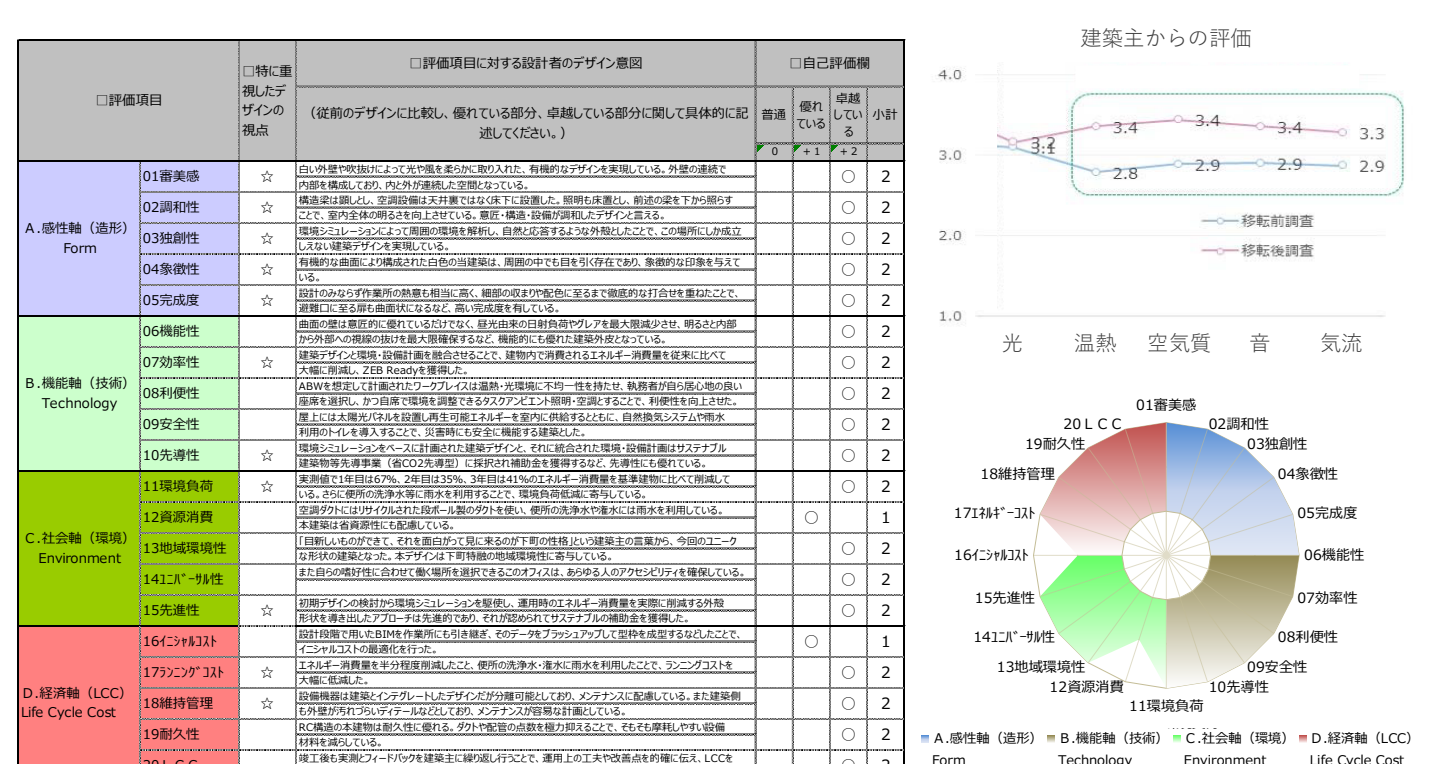 □評価項目
□特に重
視したデ
ザインの
視点
□評価項目に対する設計者のデザイン意図
(従前のデザインに比較し、優れている部分、卓越している部分に関して具体的に記
述してください。)
□自己評価欄
普通
優れ
ている
卓越
してい
る
小計
0
+1
+2
A.感性軸(造形)
Form
01審美感
☆
白い外壁や吹抜けによって光や風を柔らかに取り入れた、有機的なデザインを実現している。外壁の連続で
内部を構成しており、内と外が連続した空間となっている。
○
2
02調和性
☆
構造梁は顕しとし、空調設備は天井裏ではなく床下に設置した。照明も床置とし、前述の梁を下から照らす
ことで、室内全体の明るさを向上させている。意匠・構造・設備が調和したデザインと言える。
○
2
03独創性
☆
環境シミュレーションによって周囲の環境を解析し、自然と応答するような外殻としたことで、この場所にしか成立
しえない建築デザインを実現している。
○
2
04象徴性
☆
有機的な曲面により構成された白色の当建築は、周囲の中でも目を引く存在であり、象徴的な印象を与えて
いる。
○
2
05完成度
☆
設計のみならず作業所の熱意も相当に高く、細部の収まりや配色に至るまで徹底的な打合せを重ねたことで、
避難口に至る扉も曲面状になるなど、高い完成度を有している。
○
2
B.機能軸(技術)
Technology
06機能性
曲面の壁は意匠的に優れているだけでなく、昼光由来の日射負荷やグレアを最大限減少させ、明るさと内部
から外部への視線の抜けを最大限確保するなど、機能的にも優れた建築外皮となっている。
○
2
07効率性
☆
建築デザインと環境・設備計画を融合させることで、建物内で消費されるエネルギー消費量を従来に比べて
大幅に削減し、ZEB Readyを獲得した。
○
2
08利便性
ABWを想定して計画されたワークプレイスは温熱・光環境に不均一性を持たせ、執務者が自ら居心地の良い
座席を選択し、かつ自席で環境を調整できるタスクアンビエント照明・空調とすることで、利便性を向上させた。
○
2
09安全性
屋上には太陽光パネルを設置し再生可能エネルギーを室内に供給するとともに、自然換気システムや雨水
利用のトイレを導入することで、災害時にも安全に機能する建築とした。
○
2
10先導性
☆
環境シミュレーションをベースに計画された建築デザインと、それに統合された環境・設備計画はサステナブル
建築物等先導事業(省CO2先導型)に採択され補助金を獲得するなど、先導性にも優れている。
○
2
C.社会軸(環境)
Environment
11環境負荷
☆
実測値で1年目は67%、2年目は35%、3年目は41%のエネルギー消費量を基準建物に比べて削減して
いる。さらに便所の洗浄水等に雨水を利用することで、環境負荷低減に寄与している。
○
2
12資源消費
空調ダクトにはリサイクルされた段ボール製のダクトを使い、便所の洗浄水や潅水には雨水を利用している。
本建築は省資源性にも配慮している。
○
1
13地域環境性
「目新しいものができて、それを面白がって見に来るのが下町の性格」という建築主の言葉から、今回のユニーク
な形状の建築となった。本デザインは下町特融の地域環境性に寄与している。
○
2
14ユニバーサル性
また自らの嗜好性に合わせて働く場所を選択できるこのオフィスは、あらゆる人のアクセシビリティを確保している。
○
2
15先進性
☆
初期デザインの検討から環境シミュレーションを駆使し、運用時のエネルギー消費量を実際に削減する外殻
形状を導き出したアプローチは先進的であり、それが認められてサステナブルの補助金を獲得した。
○
2
D.経済軸(LCC)
Life Cycle Cost
16イニシャルコスト
設計段階で用いたBIMを作業所にも引き継ぎ、そのデータをブラッシュアップして型枠を成型するなどしたことで、
イニシャルコストの最適化を行った。
○
1
17ランニングコスト
☆
エネルギー消費量を半分程度削減したこと、便所の洗浄水・潅水に雨水を利用したことで、ランニングコストを
大幅に低減した。
○
2
18維持管理
☆
設備機器は建築とインテグレートしたデザインだが分離可能としており、メンテナンスに配慮している。また建築側
も外壁が汚れづらいディテールなどとしており、メンテナンスが容易な計画としている。
○
2
19耐久性
RC構造の本建物は耐久性に優れる。ダクトや配管の点数を極力抑えることで、そもそも摩耗しやすい設備
材料を減らしている。
○
2
竣工後も実測とフィードバックを建築主に繰り返し行うことで、運用上の工夫や改善点を的確に伝え、LCCを
建築主からの評価
4.0
3.0
2.0
1.0
3.2
3.1
3.4
3.4
3.4
3.3
2.8
2.9
2.9
2.9
移転前調査
移転後調査
光 温熱 空気質 音 気流
01審美感
02調和性
03独創性
04象徴性
05完成度
06機能性
07効率性
08利便性
09安全性
10先導性
11環境負荷
12資源消費
13地域環境性
14ユニバーサル性
15先進性
16イニシャルコスト
17エネルギーコスト
18維持管理
19耐久性
20LCC
A.感性軸(造形)
Form
B.機能軸(技術)
Technology
C.社会軸(環境)
Environment
D.経済軸(LCC)
Life Cycle Cost